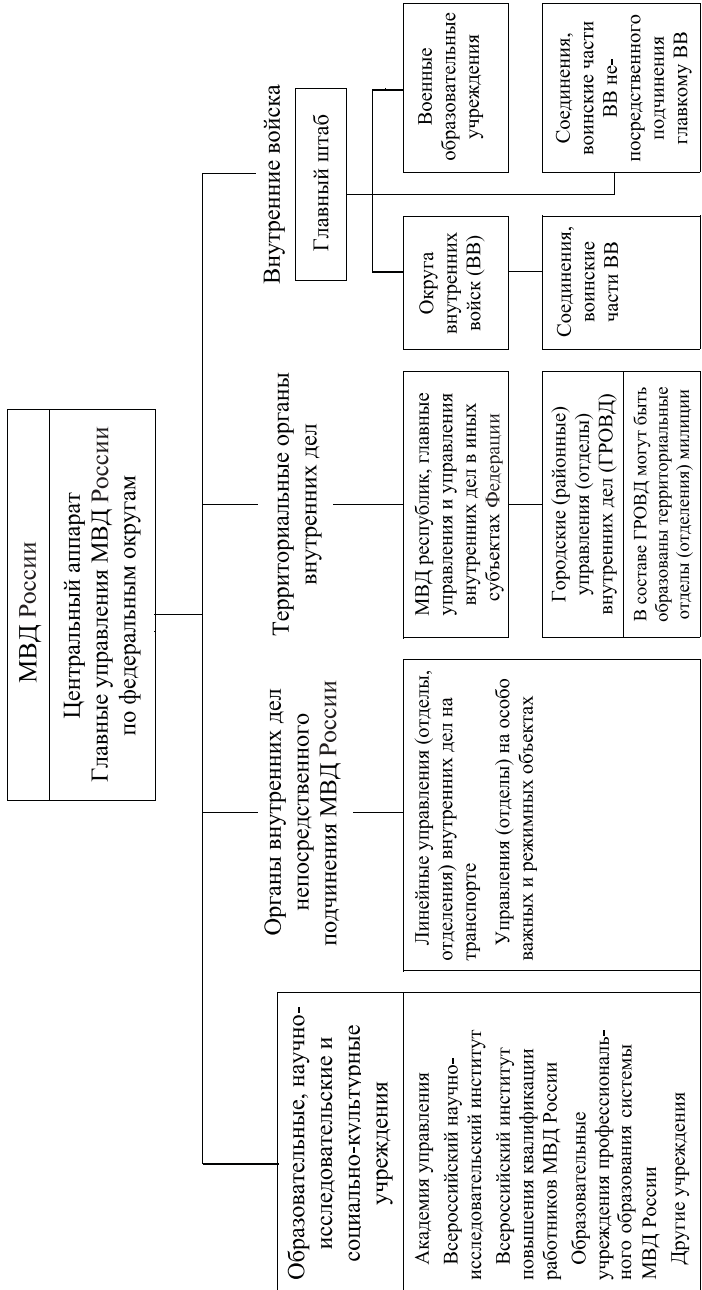 МВД России
Центральный аппарат
Главные управления МВД России
по федеральным округам
Образовательные, научно-
исследовательские и
социально-культурные
учреждения
Академия управления
Всероссийский научно-
исследовательский институт
Всероссийский институт
повышения квалификации
работников МВД России
Образовательные
учреждения профессиональ-
ного образования системы
МВД России
Другие учреждения
Органы внутренних дел
непосредственного
подчинения МВД России
Линейные управления (отделы,
отделения) внутренних дел на
транспорте
Управления (отделы) на особо
важных и режимных объектах
Территориальные органы
внутренних дел
МВД республик, главные
управления и управления
внутренних дел в иных
субъектах Федерации
Городские (районные)
управления (отделы)
внутренних дел (ГРОВД)
В составе ГРОВД могут быть
образованы территориальные
отделы (отделения) милиции
Внутренние войска
Главный штаб
Округа
внутренних
войск (ВВ)
Соединения,
воинские
части ВВ
Военные
образовательные
учреждения
Соединения,
воинские части
ВВ не-
посредственного
подчинения
главкому ВВ